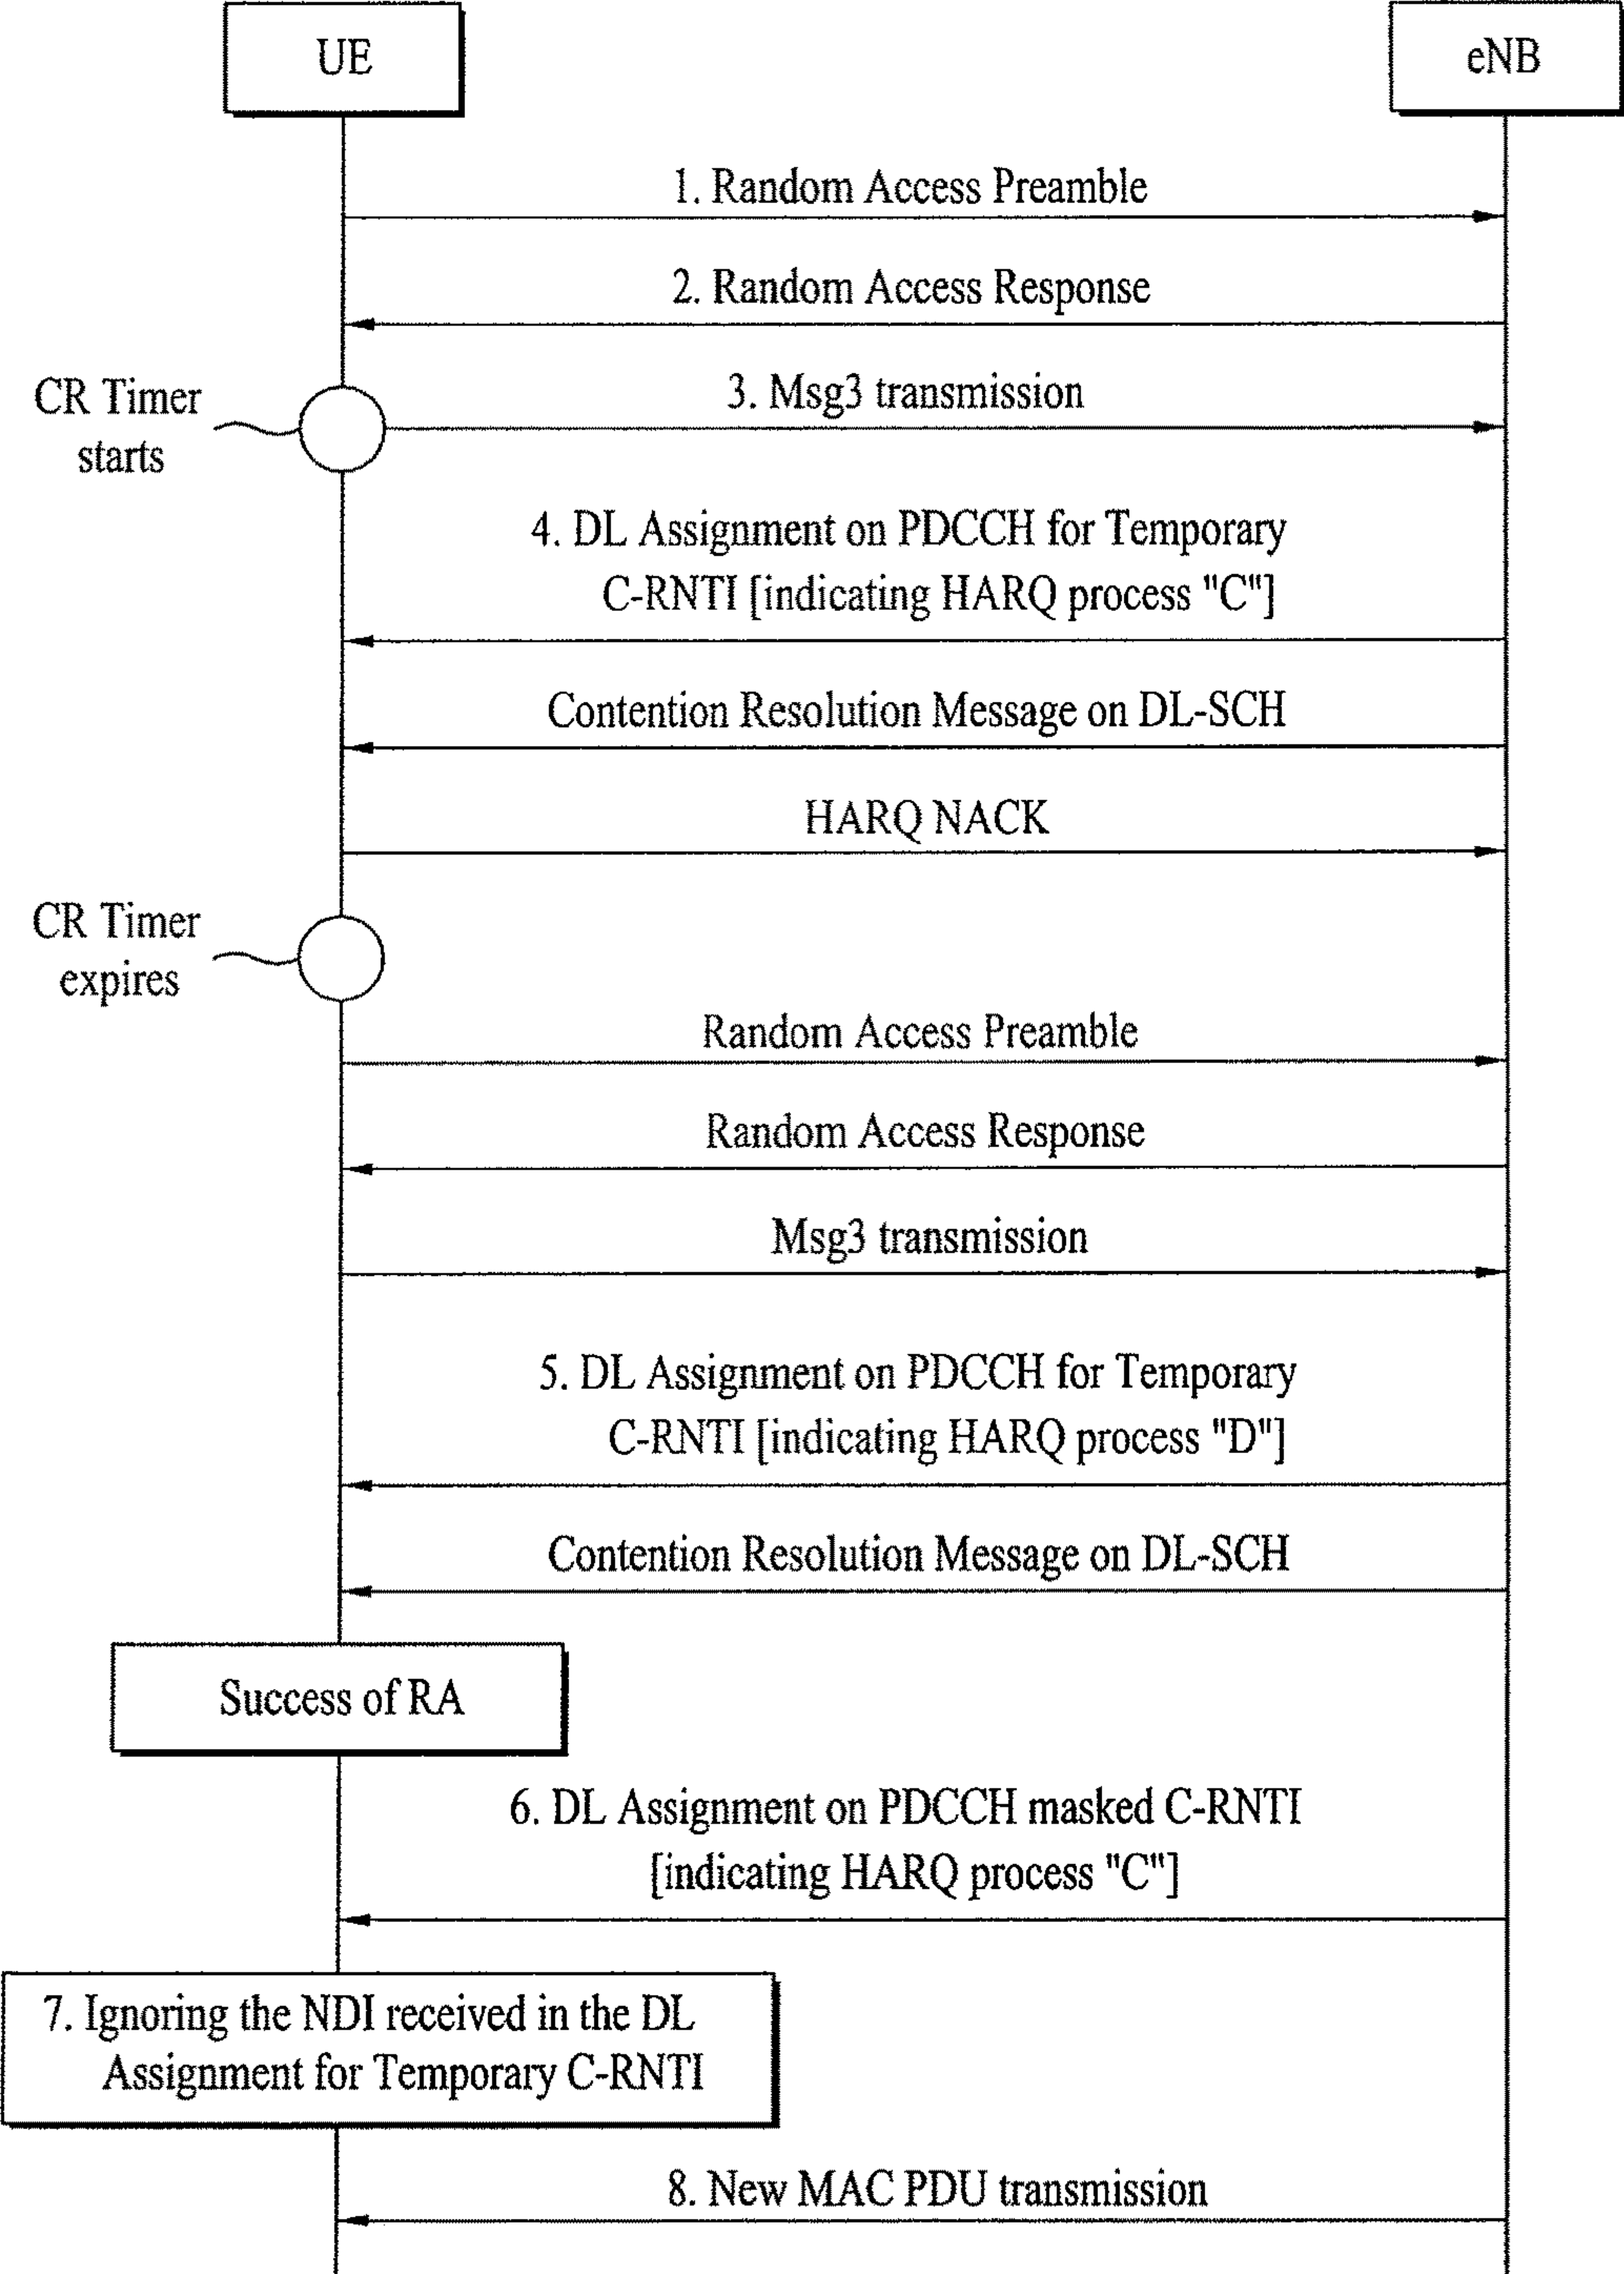 UE
eNB
1. Random Access Preamble
2. Random Access Response
CR Timer
starts
3. Msg3 transmission
4. DL Assignment on PDCCH for Temporary
C-RNTI [indicating HARQ process "C"]
Contention Resolution Message on DL-SCH
HARQ NACK
CR Timer
expires
Random Access Preamble
Random Access Response
Msg3 transmission
5. DL Assignment on PDCCH for Temporary
C-RNTI [indicating HARQ process "D"]
Contention Resolution Message on DL-SCH
Success of RA
6. DL Assignment on PDCCH masked C-RNTI
[indicating HARQ process "C"]
7. Ignoring the NDI received in the DL
Assignment for Temporary C-RNTI
8. New MAC PDU transmission